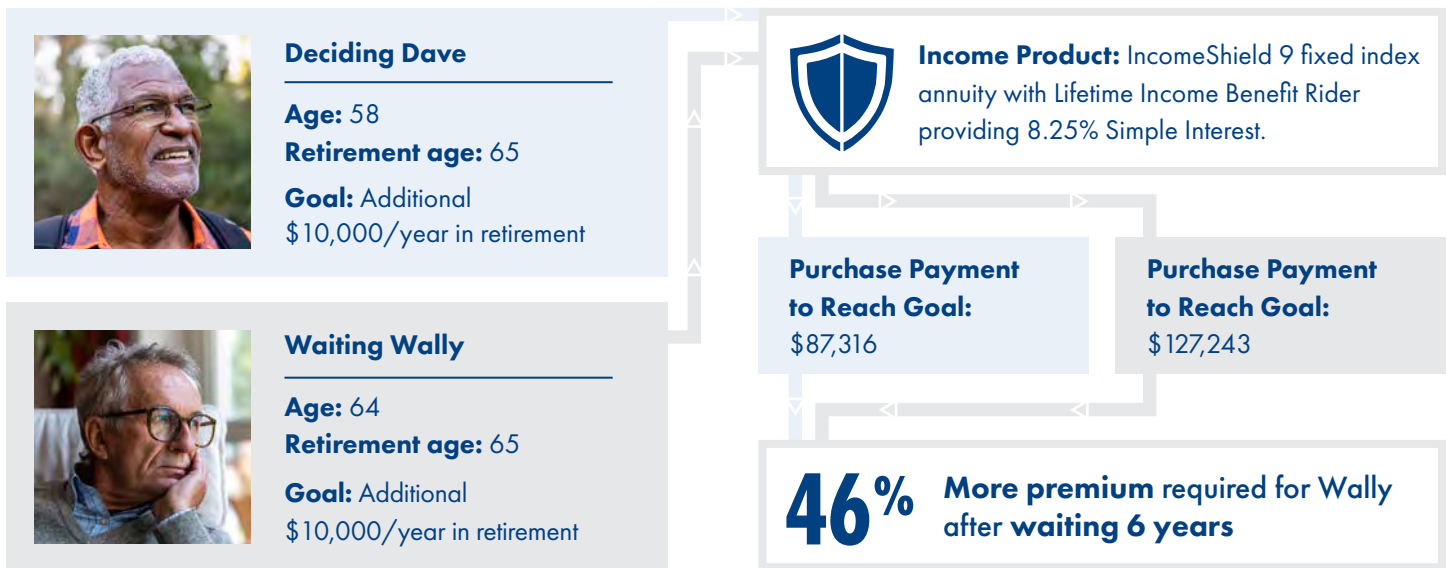 Deciding Dave
Age: 58
Retirement age: 65
Goal: Additional
$10,000/year in retirement
Waiting Wally
Age: 64
Retirement age: 65
Goal: Additional
$10,000/year in retirement
Income Product: IncomeShield 9 fixed index
annuity with Lifetime Income Benefit Rider
providing 8.25% Simple Interest.
Purchase Payment
to Reach Goal:
$87,316
Purchase Payment
to Reach Goal:
$127,243
46%
More premium required for Wally
after waiting 6 years